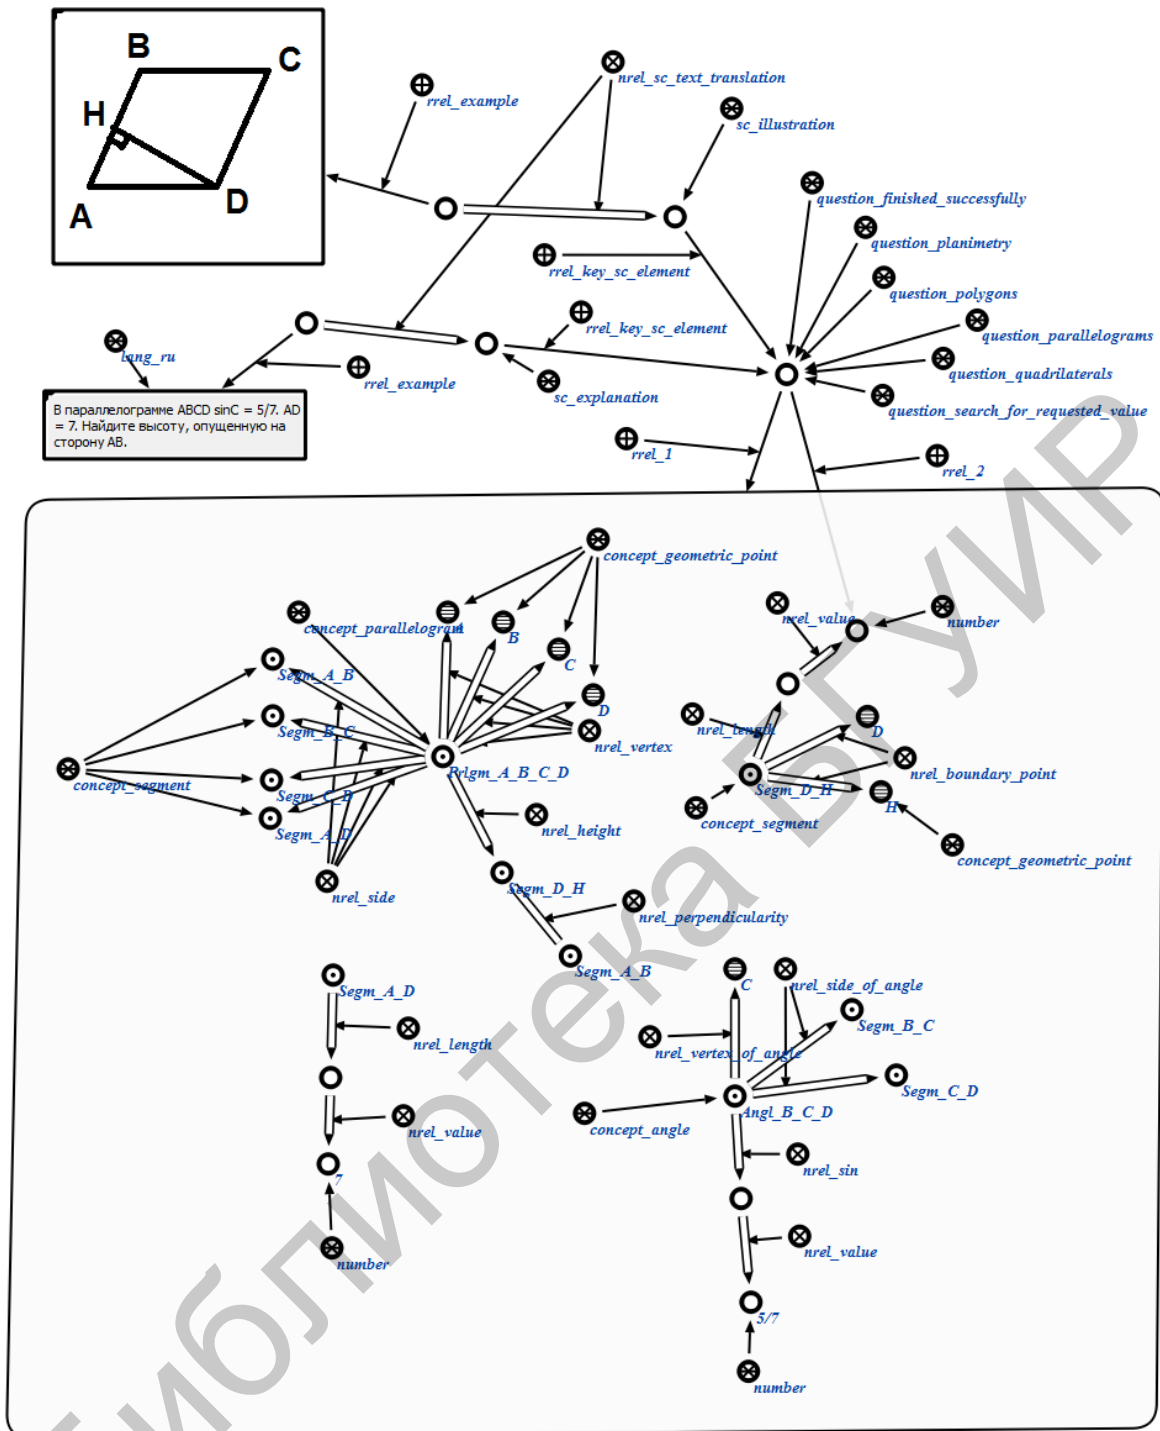 B
C
H
A
D
rrel_example
nrel_sc_text_translation
sc_illustration
question_finished_successfully
question_planimetry
rrel_key_sc_element
question_polygons
rrel_key_sc_element
question_parallelograms
lang_ru
rrel_example
sc_explanation
question_quadrilaterals
question_search_for_requested_value
В параллелограмме ABCD sinC = 5/7. AD
= 7. Найдите высоту, опущенную на
сторону AB.
rrel_1
rrel_2
concept_geometric_point
concept_parallelogram
A
B
C
D
nrel_value
number
Segm_A_B
Segm_B_C
Segm_C_D
Segm_A_D
concept_segment
Prlgm_A_B_C_D
nrel_vertex
nrel_length
D
nrel_boundary_point
Segm_D_H
H
concept_segment
concept_geometric_point
nrel_height
nrel_side
Segm_D_H
nrel_perpendicularity
Segm_A_B
Segm_A_D
nrel_length
nrel_value
7
number
C
nrel_side_of_angle
Segm_B_C
nrel_vertex_of_angle
Segm_C_D
Angl_B_C_D
concept_angle
nrel_sin
nrel_value
5/7
number
Библиотека БГУИР